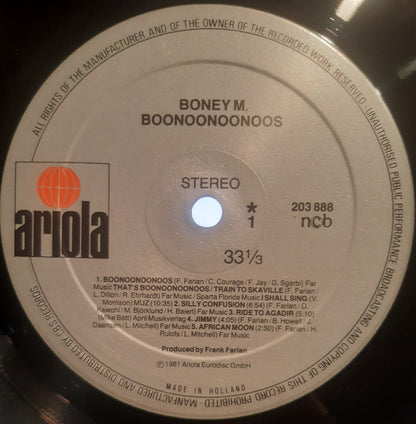 ALL RIGHTS OF THE MANUFACTURER AND OF THE OWNER OF THE RECORDED WORK RESERVED · UNAUTHORISED PUBLIC PERFORMANCE, BROADCASTING AND COPYING OF THIS RECORD PROHIBITED · MANUFACTURED AND DISTRIBUTED BY CBS RECORDS
BONEY M.
BOONOONOONOOS
STEREO
ariola
*
1
203 888
ncb
33⅓
1. BOONOONOONOOS (F. Farian / C. Courage / F. Jay / G. Sgarbi) Far
Music THAT'S BOONOONOONOOS / TRAIN TO SKAVILLE (F. Farian /
L. Dilton / R. Ehrhardt) Far Music / Sparta Florida Music I SHALL SING (V.
Morrison) MUZ (10:35) 2. SILLY CONFUSION (6:54) (F. Farian / D.
Kawohl / M. Björklund / H. Baierl) Far Music 3. RIDE TO AGADIR (5:10)
(Mike Batt) April Musikverlag 4. JIMMY (4:05) (F. Farian / B. Howell / J.
Daansen / L. Mitchell) Far Music 5. AFRICAN MOON (2:50) (F. Farian / H.
Rulofs / L. Mitchell) Far Music
Produced by Frank Farian
Ⓟ 1981 Ariola Eurodisc GmbH
MADE IN HOLLAND